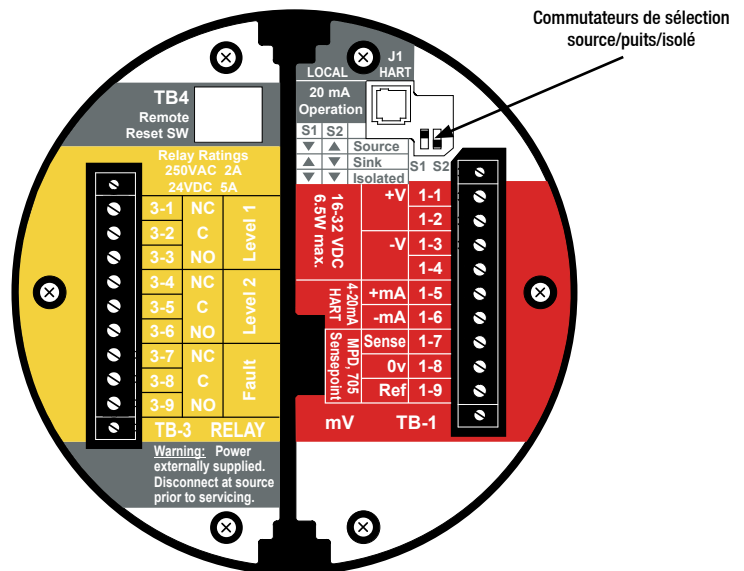 Commutateurs de sélection
source/puits/isolé
J1
LOCAL HART
20 mA
Operation
S1 S2
▼ ▲ Source
▲ ▼ Sink
▼ ▼ Isolated
S1 S2
TB4
Remote
Reset SW
Relay Ratings
250VAC 2A
24VDC 5A
3-1 NC
3-2 C
3-3 NO
Level 1
3-4 NC
3-5 C
3-6 NO
Level 2
3-7 NC
3-8 C
3-9 NO
Fault
TB-3 RELAY
Warning: Power
externally supplied.
Disconnect at source
prior to servicing.
16-32 VDC
6.5W max.
+V 1-1
1-2
-V 1-3
1-4
4-20mA
HART
+mA 1-5
-mA 1-6
MPD, 705
Sensepoint
Sense 1-7
0v 1-8
Ref 1-9
mV TB-1